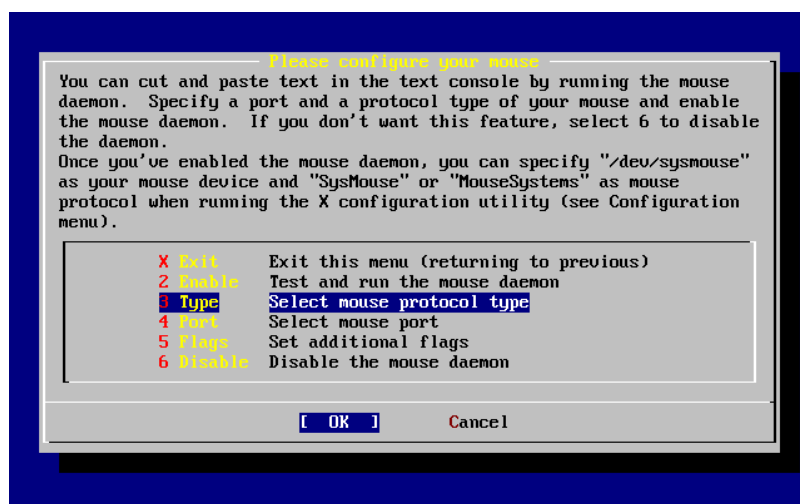 Please configure your mouse
You can cut and paste text in the text console by running the mouse
daemon.  Specify a port and a protocol type of your mouse and enable
the mouse daemon.  If you don't want this feature, select 6 to disable
the daemon.
Once you've enabled the mouse daemon, you can specify "/dev/sysmouse"
as your mouse device and "SysMouse" or "MouseSystems" as mouse
protocol when running the X configuration utility (see Configuration
menu).
X Exit Exit this menu (returning to previous)
2 Enable Test and run the mouse daemon
3 Type Select mouse protocol type
4 Port Select mouse port
5 Flags Set additional flags
6 Disable Disable the mouse daemon
[ OK ] Cancel